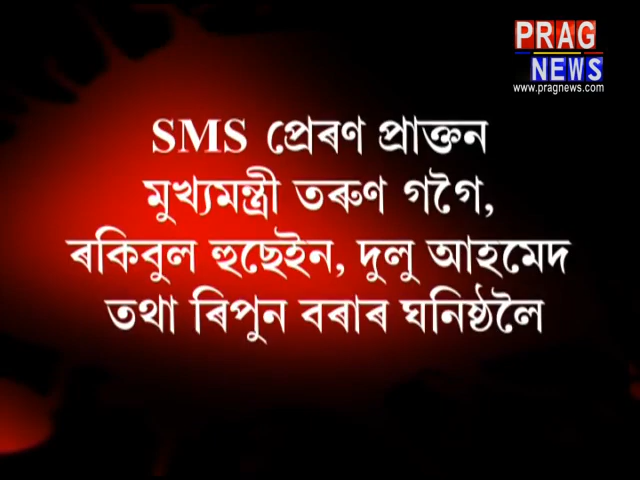 PRAG
NEWS
www.pragnews.com
SMS প্ৰেৰণ প্ৰাক্তন
মুখ্যমন্ত্ৰী তৰুণ গগৈ,
ৰকিবুল হুছেইন, দুলু আহমেদ
তথা ৰিপুন বৰাৰ ঘনিষ্ঠলৈ